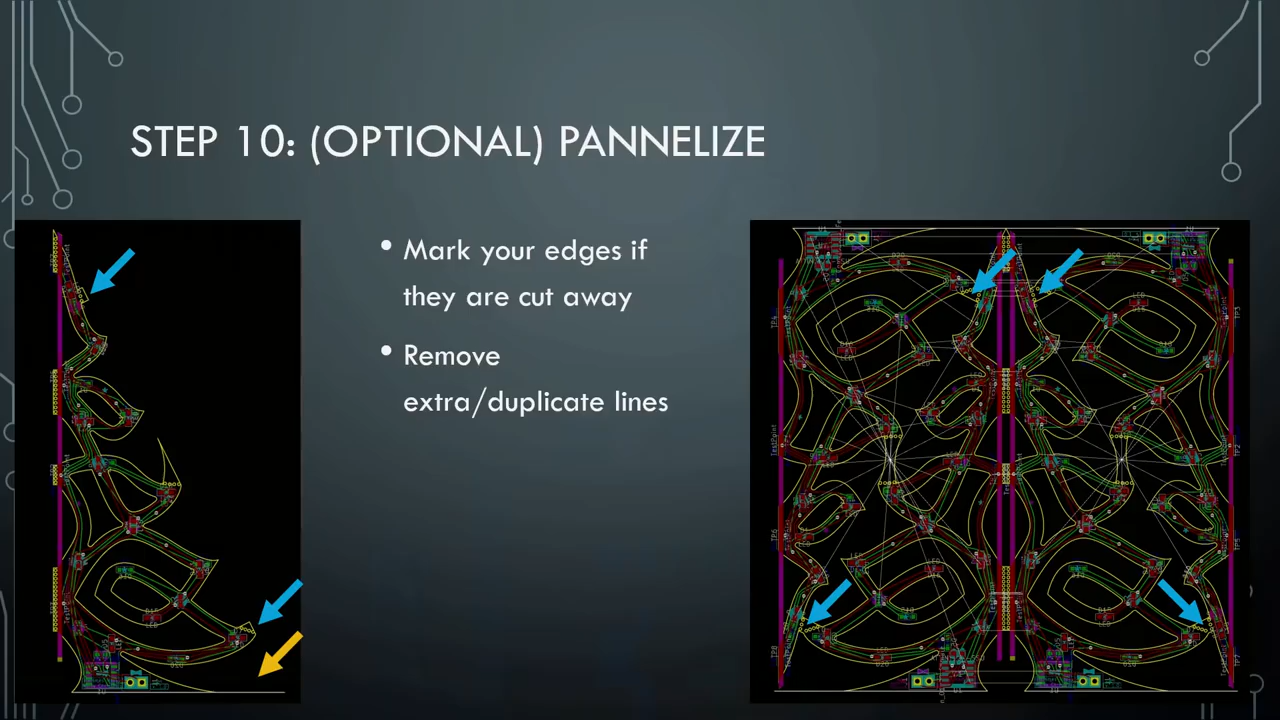 STEP 10: (OPTIONAL) PANNELIZE
• Mark your edges if
they are cut away
• Remove
extra/duplicate lines